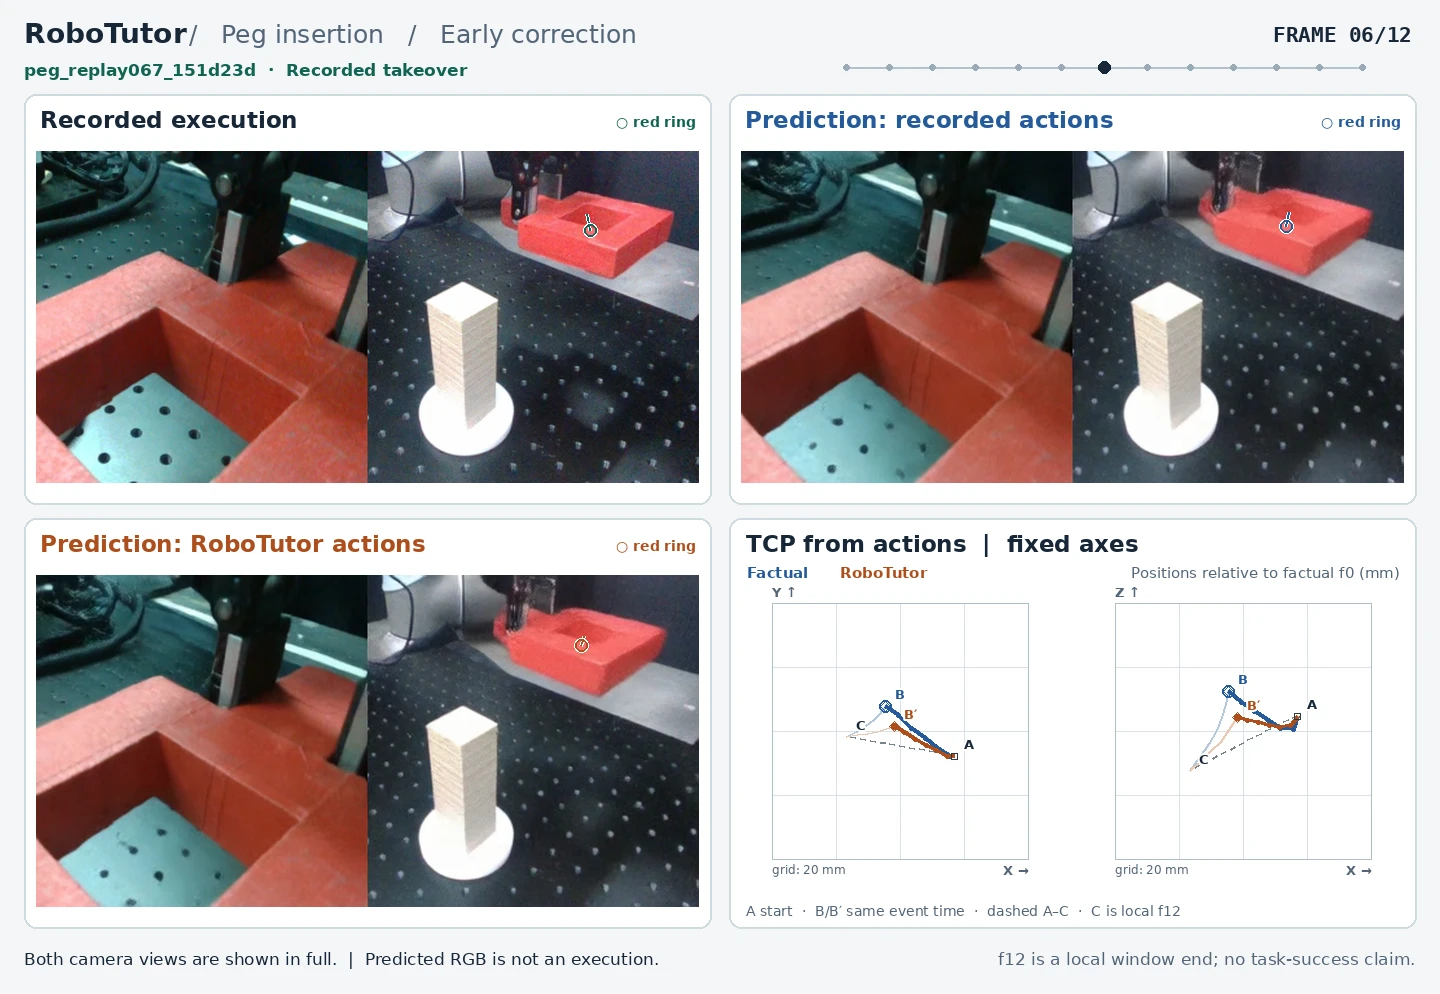 RoboTutor / Peg insertion / Early correction
FRAME 06/12
peg_replay067_151d23d · Recorded takeover
Recorded execution
○ red ring
Prediction: recorded actions
○ red ring
Prediction: RoboTutor actions
○ red ring
TCP from actions | fixed axes
Factual RoboTutor
Positions relative to factual f0 (mm)
Y ↑
B
B′
C
A
grid: 20 mm
X →
Z ↑
B
B′
A
C
grid: 20 mm
X →
A start · B/B′ same event time · dashed A–C · C is local f12
Both camera views are shown in full. | Predicted RGB is not an execution.
f12 is a local window end; no task-success claim.